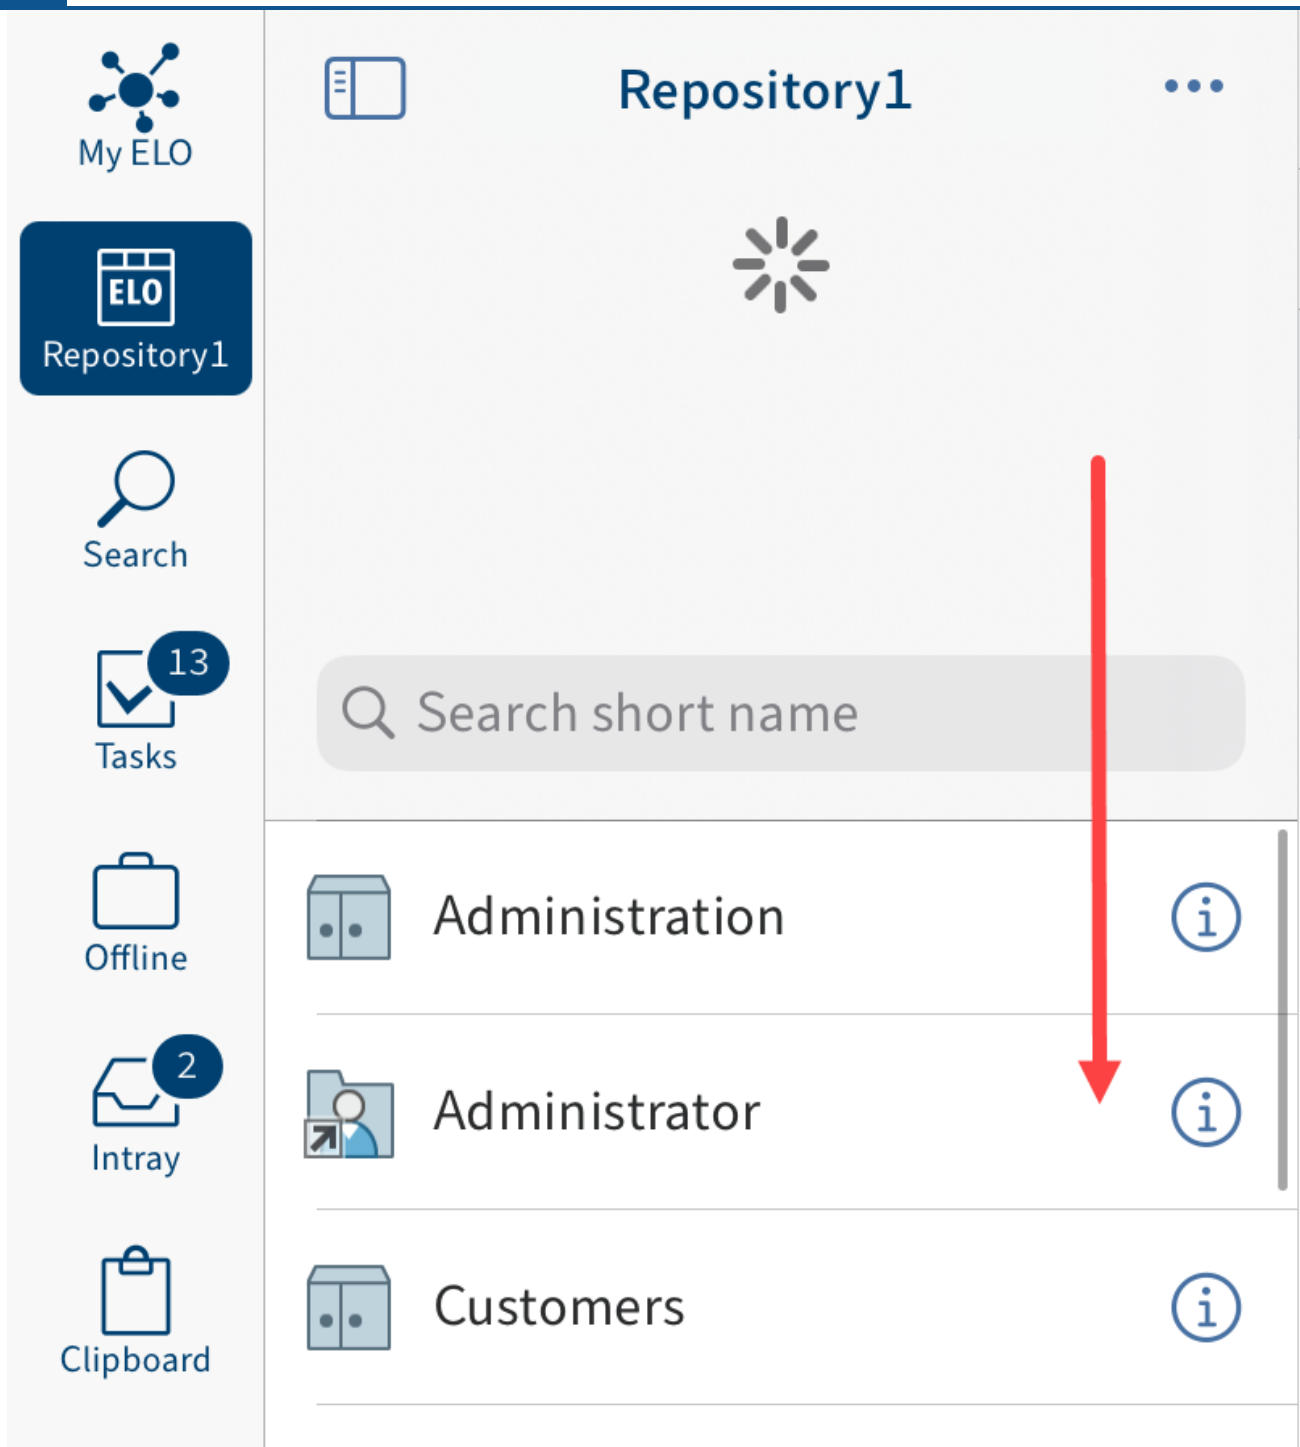 My ELO
ELO
Repository1
Search
13
Tasks
Offline
2
Intray
Clipboard
Repository1
Search short name
Administration
Administrator
Customers